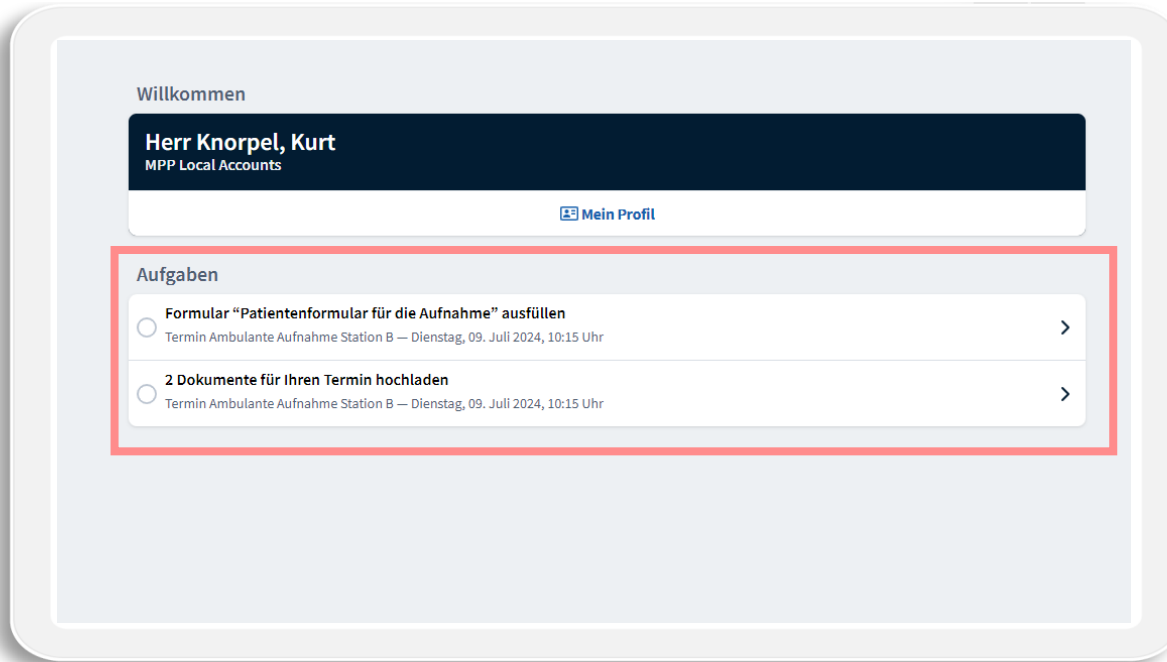 Willkommen
Herr Knorpel, Kurt
MPP Local Accounts
Mein Profil
Aufgaben
Formular “Patientenformular für die Aufnahme” ausfüllen
Termin Ambulante Aufnahme Station B — Dienstag, 09. Juli 2024, 10:15 Uhr
2 Dokumente für Ihren Termin hochladen
Termin Ambulante Aufnahme Station B — Dienstag, 09. Juli 2024, 10:15 Uhr